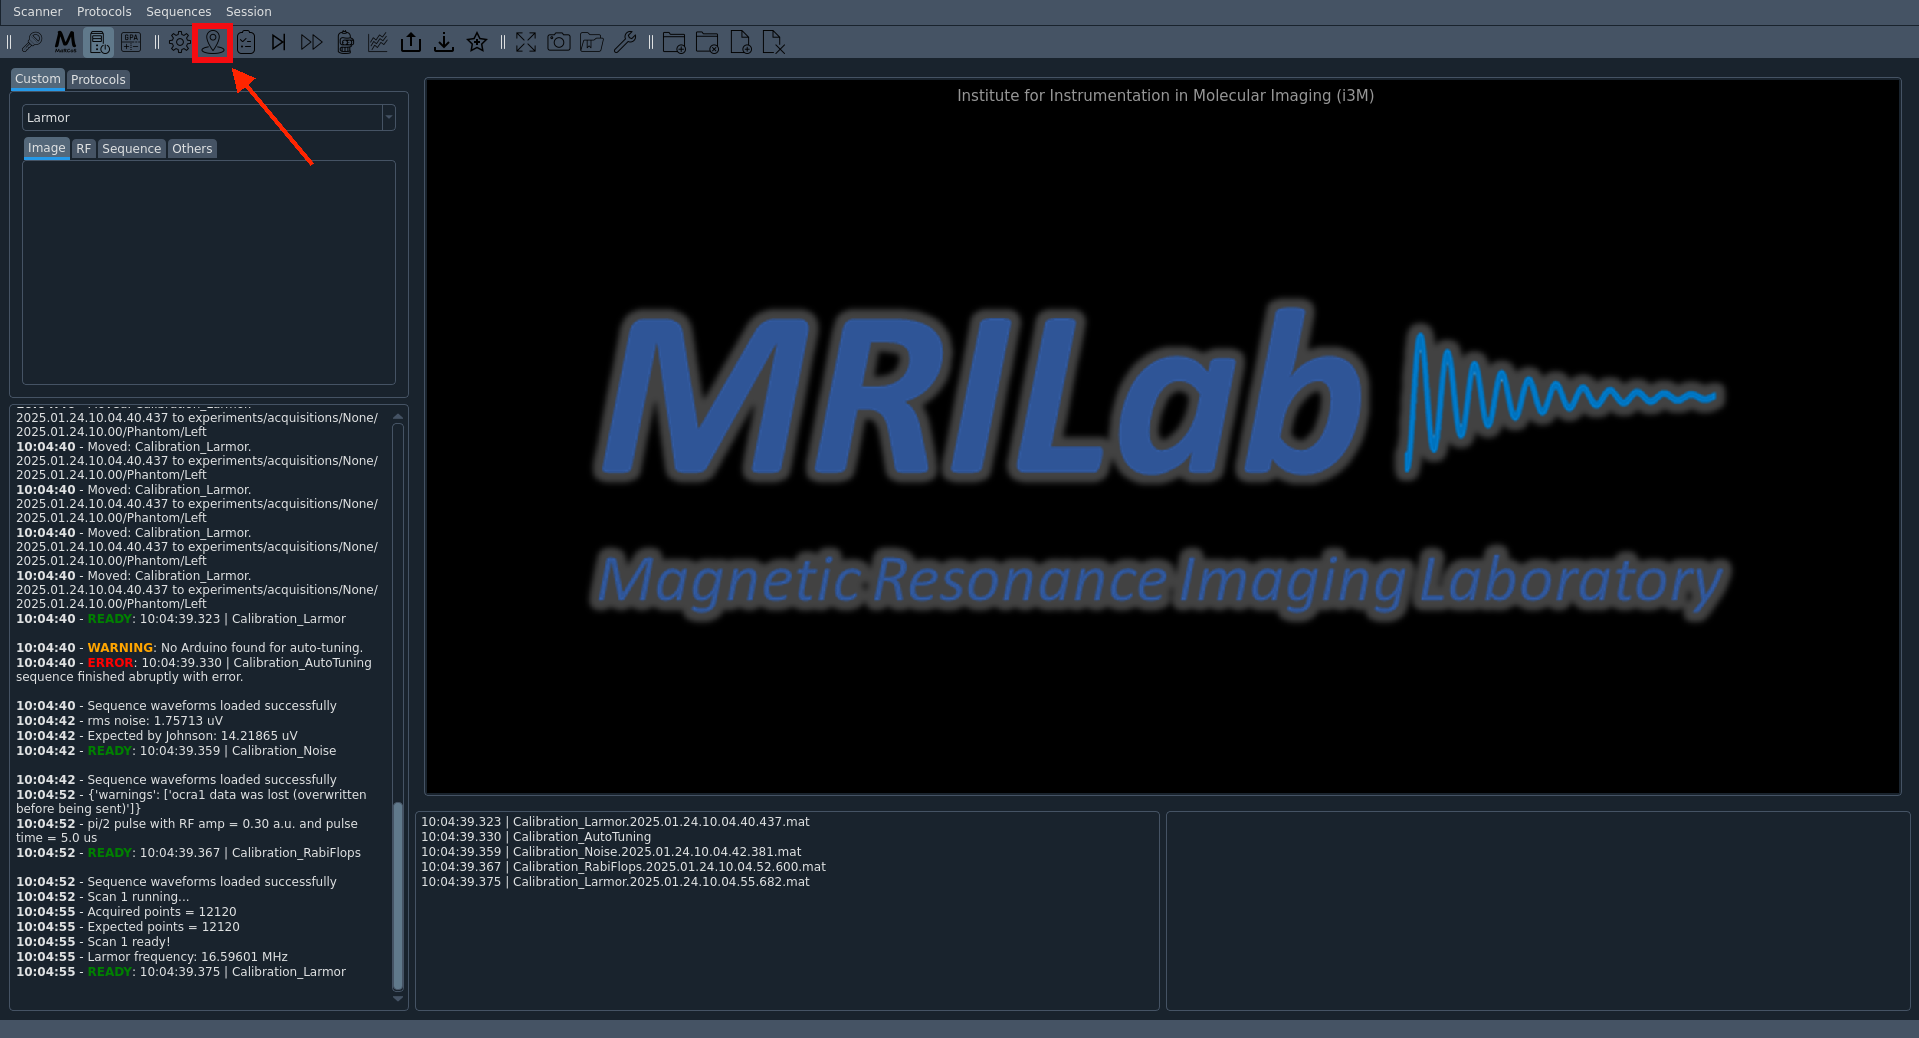 Scanner Protocols Sequences Session
GPA
Custom Protocols
Larmor
Image RF Sequence Others
2025.01.24.10.04.40.437 to experiments/acquisitions/None/
2025.01.24.10.00/Phantom/Left
10:04:40 - Moved: Calibration_Larmor.
2025.01.24.10.04.40.437 to experiments/acquisitions/None/
2025.01.24.10.00/Phantom/Left
10:04:40 - Moved: Calibration_Larmor.
2025.01.24.10.04.40.437 to experiments/acquisitions/None/
2025.01.24.10.00/Phantom/Left
10:04:40 - Moved: Calibration_Larmor.
2025.01.24.10.04.40.437 to experiments/acquisitions/None/
2025.01.24.10.00/Phantom/Left
10:04:40 - Moved: Calibration_Larmor.
2025.01.24.10.04.40.437 to experiments/acquisitions/None/
2025.01.24.10.00/Phantom/Left
10:04:40 - READY: 10:04:39.323 | Calibration_Larmor
10:04:40 - WARNING: No Arduino found for auto-tuning.
10:04:40 - ERROR: 10:04:39.330 | Calibration_AutoTuning
sequence finished abruptly with error.
10:04:40 - Sequence waveforms loaded successfully
10:04:42 - rms noise: 1.75713 uV
10:04:42 - Expected by Johnson: 14.21865 uV
10:04:42 - READY: 10:04:39.359 | Calibration_Noise
10:04:42 - Sequence waveforms loaded successfully
10:04:52 - {'warnings': ['ocra1 data was lost (overwritten
before being sent)']}
10:04:52 - pi/2 pulse with RF amp = 0.30 a.u. and pulse
time = 5.0 us
10:04:52 - READY: 10:04:39.367 | Calibration_RabiFlops
10:04:52 - Sequence waveforms loaded successfully
10:04:52 - Scan 1 running...
10:04:55 - Acquired points = 12120
10:04:55 - Expected points = 12120
10:04:55 - Scan 1 ready!
10:04:55 - Larmor frequency: 16.59601 MHz
10:04:55 - READY: 10:04:39.375 | Calibration_Larmor
Institute for Instrumentation in Molecular Imaging (i3M)
MRILab
Magnetic Resonance Imaging Laboratory
10:04:39.323 | Calibration_Larmor.2025.01.24.10.04.40.437.mat
10:04:39.330 | Calibration_AutoTuning
10:04:39.359 | Calibration_Noise.2025.01.24.10.04.42.381.mat
10:04:39.367 | Calibration_RabiFlops.2025.01.24.10.04.52.600.mat
10:04:39.375 | Calibration_Larmor.2025.01.24.10.04.55.682.mat